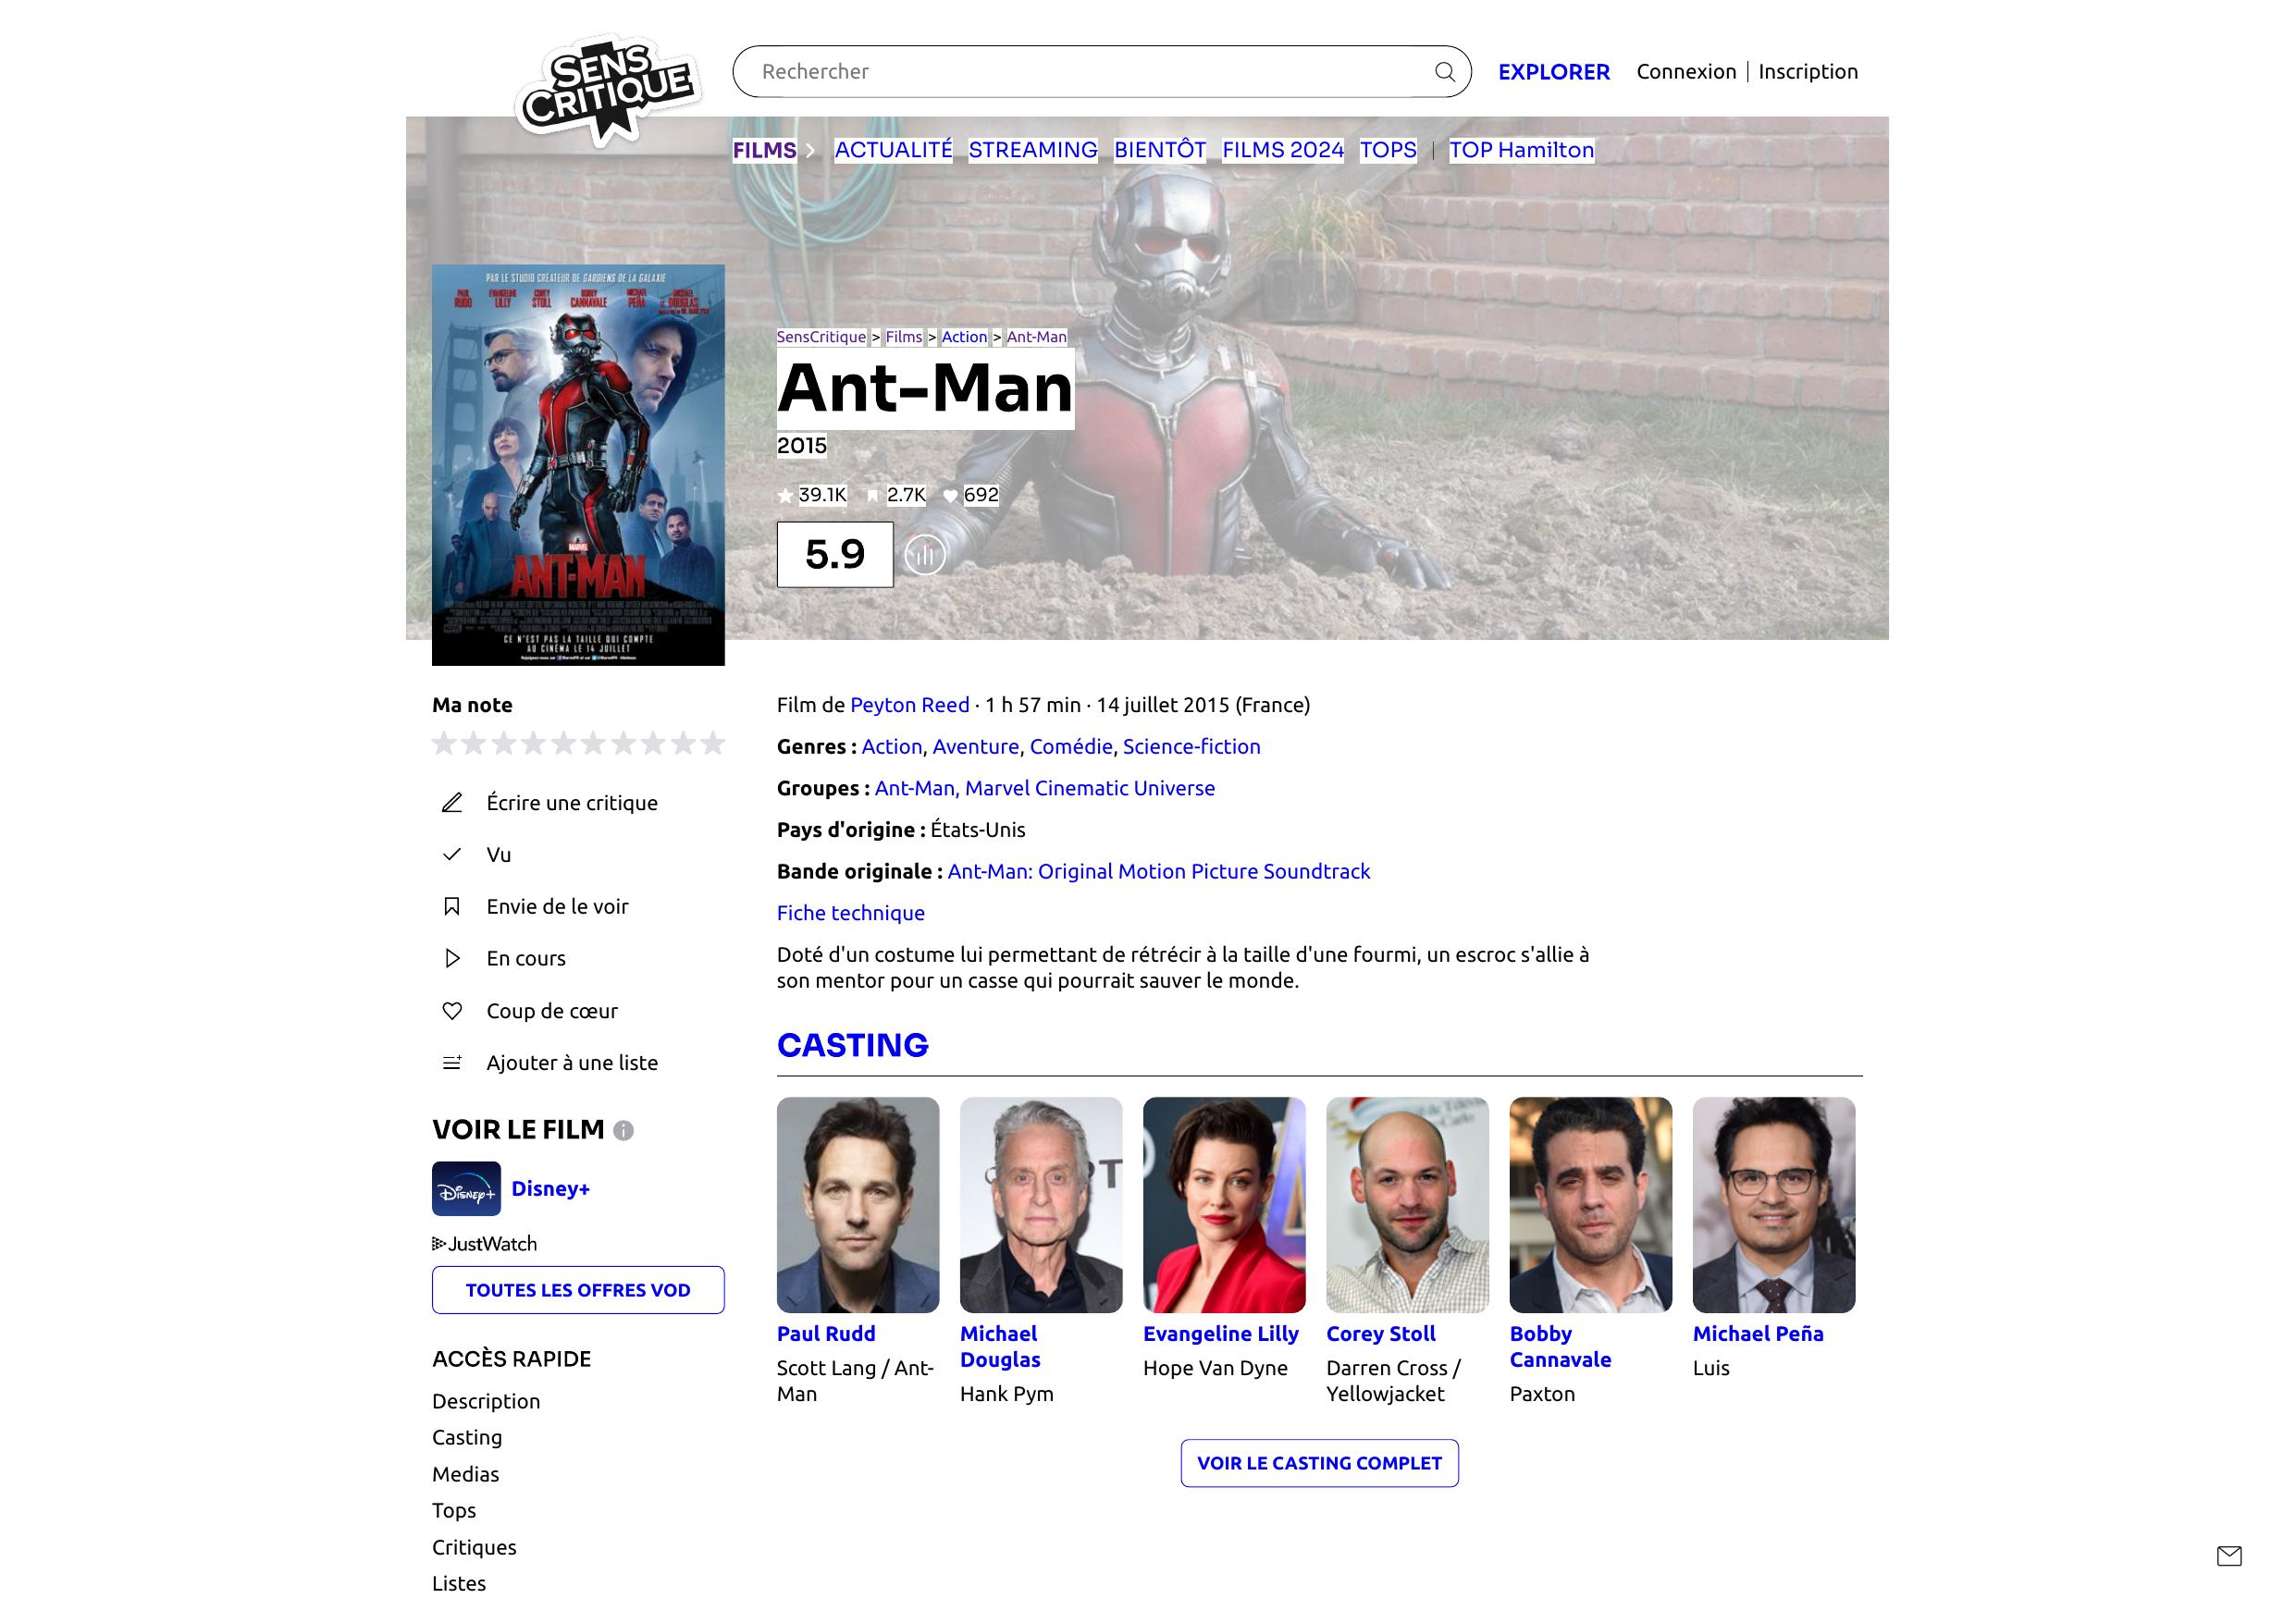 SENS
CRITIQUE
Rechercher
EXPLORER
Connexion
Inscription
FILMS
ACTUALITÉ
STREAMING
BIENTÔT
FILMS 2024
TOPS
TOP Hamilton
PAR LE STUDIO CREATEUR DE GARDIENS DE LA GALAXIE
PAUL RUDD
EVANGELINE LILLY
COREY STOLL
BOBBY CANNAVALE
MICHAEL PEÑA
MICHAEL DOUGLAS
MARVEL
ANT-MAN
CE N'EST PAS LA TAILLE QUI COMPTE
AU CINÉMA LE 14 JUILLET
SensCritique > Films > Action > Ant-Man
Ant-Man
2015
39.1K 2.7K 692
5.9
Ma note
Écrire une critique
Vu
Envie de le voir
En cours
Coup de cœur
Ajouter à une liste
VOIR LE FILM
Disney+
Disney+
JustWatch
TOUTES LES OFFRES VOD
ACCÈS RAPIDE
Description
Casting
Medias
Tops
Critiques
Listes
Film de Peyton Reed · 1 h 57 min · 14 juillet 2015 (France)
Genres : Action, Aventure, Comédie, Science-fiction
Groupes : Ant-Man, Marvel Cinematic Universe
Pays d'origine : États-Unis
Bande originale : Ant-Man: Original Motion Picture Soundtrack
Fiche technique
Doté d'un costume lui permettant de rétrécir à la taille d'une fourmi, un escroc s'allie à
son mentor pour un casse qui pourrait sauver le monde.
CASTING
Paul Rudd
Scott Lang / Ant-
Man
Michael
Douglas
Hank Pym
Evangeline Lilly
Hope Van Dyne
Corey Stoll
Darren Cross /
Yellowjacket
Bobby
Cannavale
Paxton
Michael Peña
Luis
VOIR LE CASTING COMPLET